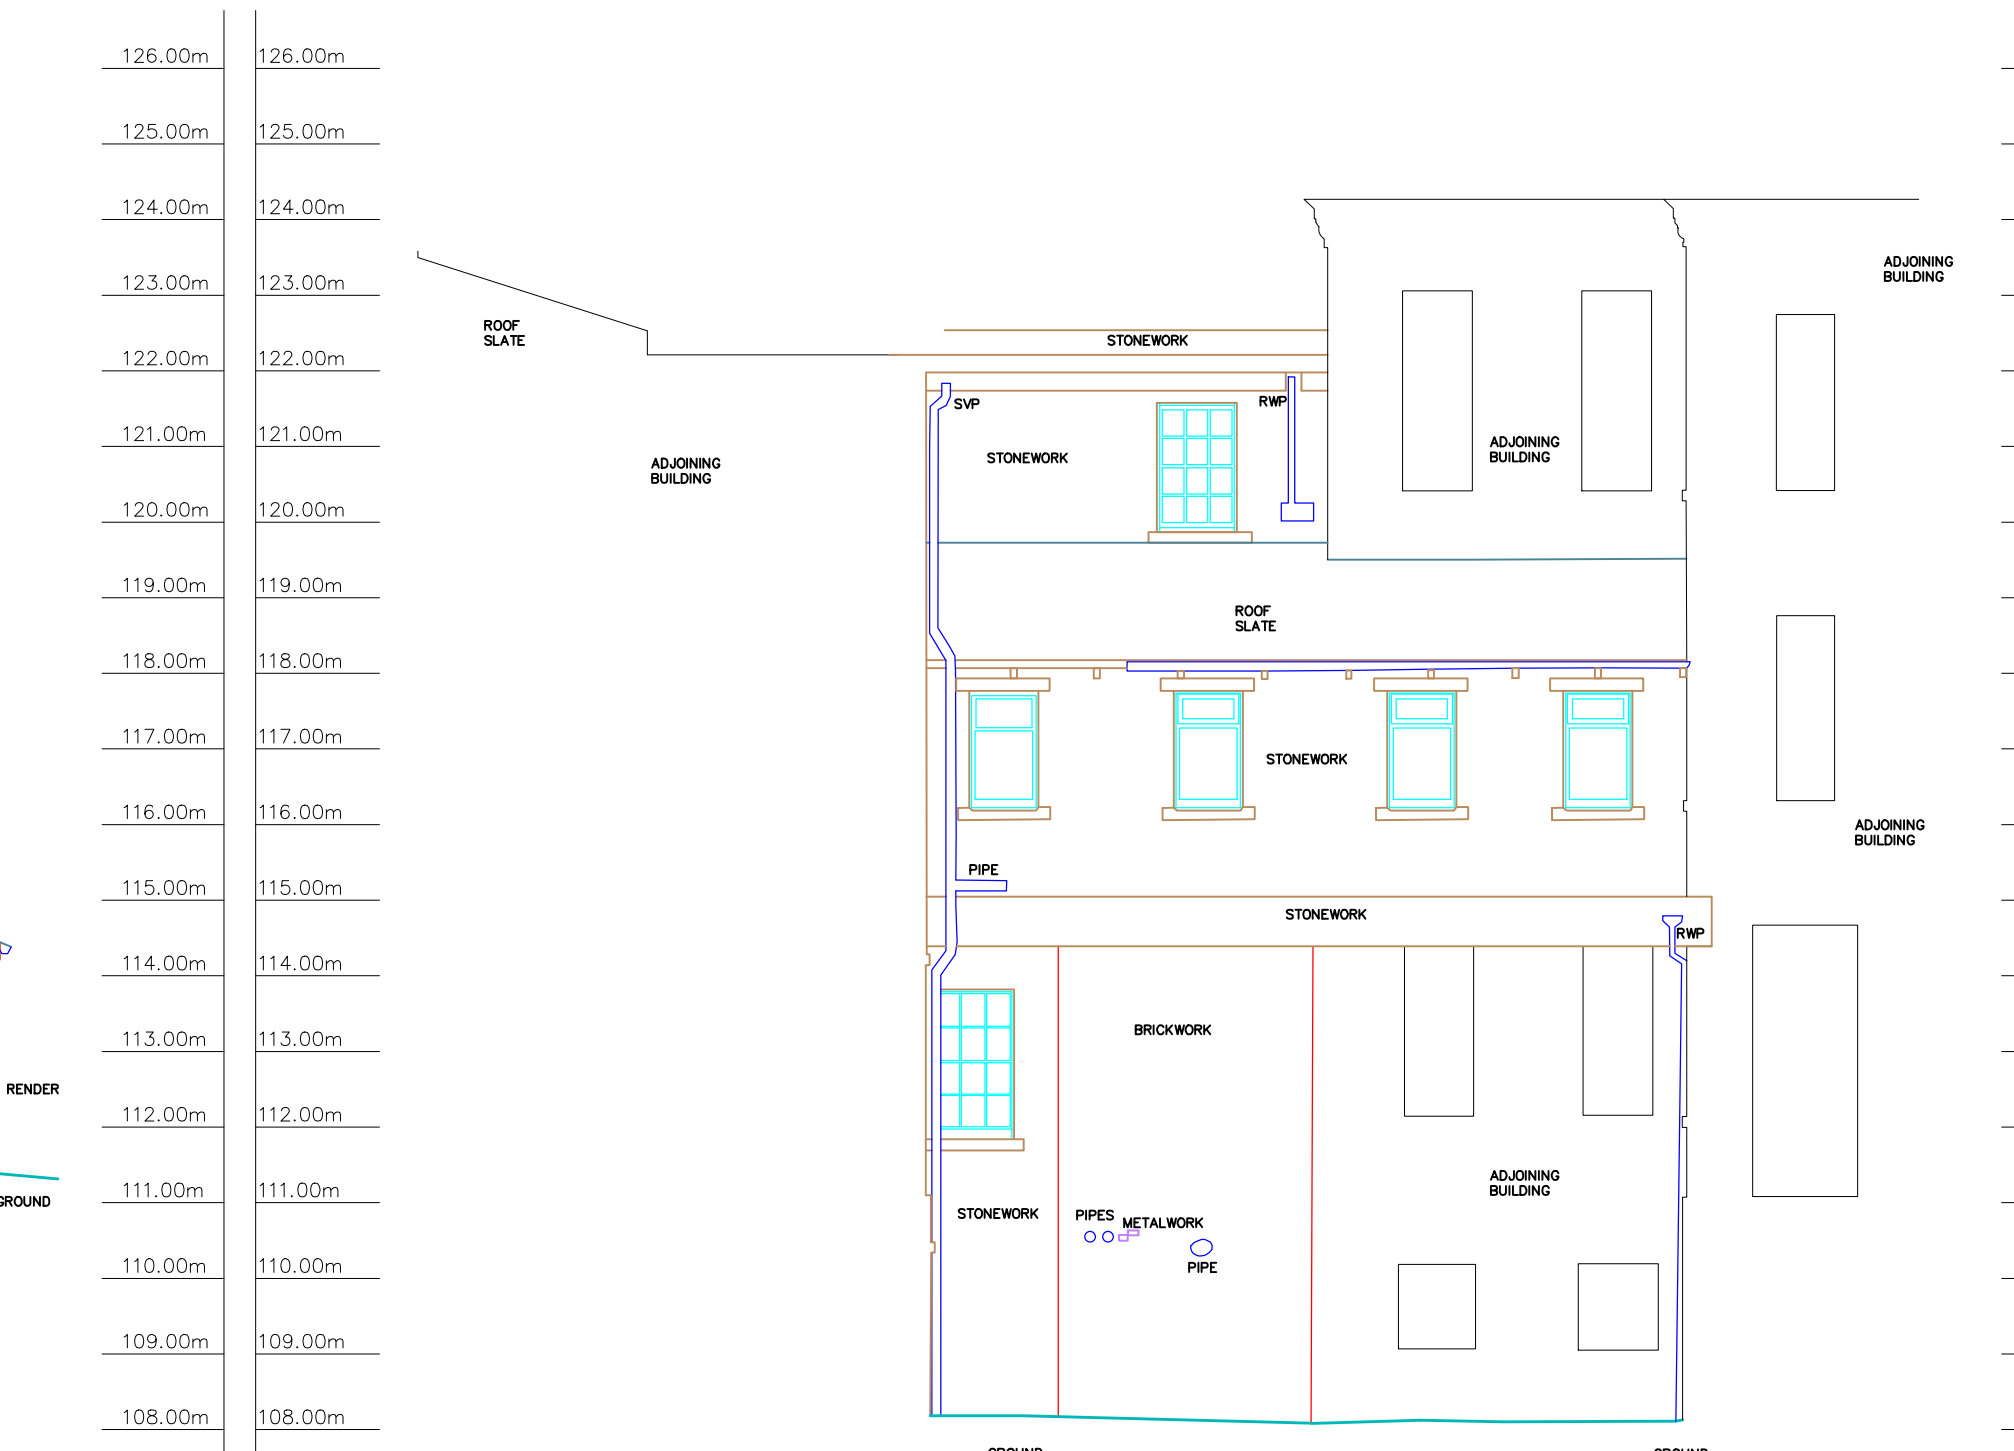 126.00m 126.00m
125.00m 125.00m
124.00m 124.00m
ADJOINING
BUILDING
123.00m 123.00m
ROOF
SLATE
STONEWORK
122.00m 122.00m
SVP
RWP
121.00m 121.00m
ADJOINING
BUILDING
STONEWORK
ADJOINING
BUILDING
120.00m 120.00m
119.00m 119.00m
ROOF
SLATE
118.00m 118.00m
117.00m 117.00m
STONEWORK
116.00m 116.00m
ADJOINING
BUILDING
PIPE
115.00m 115.00m
STONEWORK
RWP
114.00m 114.00m
BRICKWORK
113.00m 113.00m
RENDER
112.00m 112.00m
ADJOINING
BUILDING
111.00m 111.00m
GROUND
STONEWORK
PIPES
METALWORK
110.00m 110.00m
PIPE
109.00m 109.00m
108.00m 108.00m